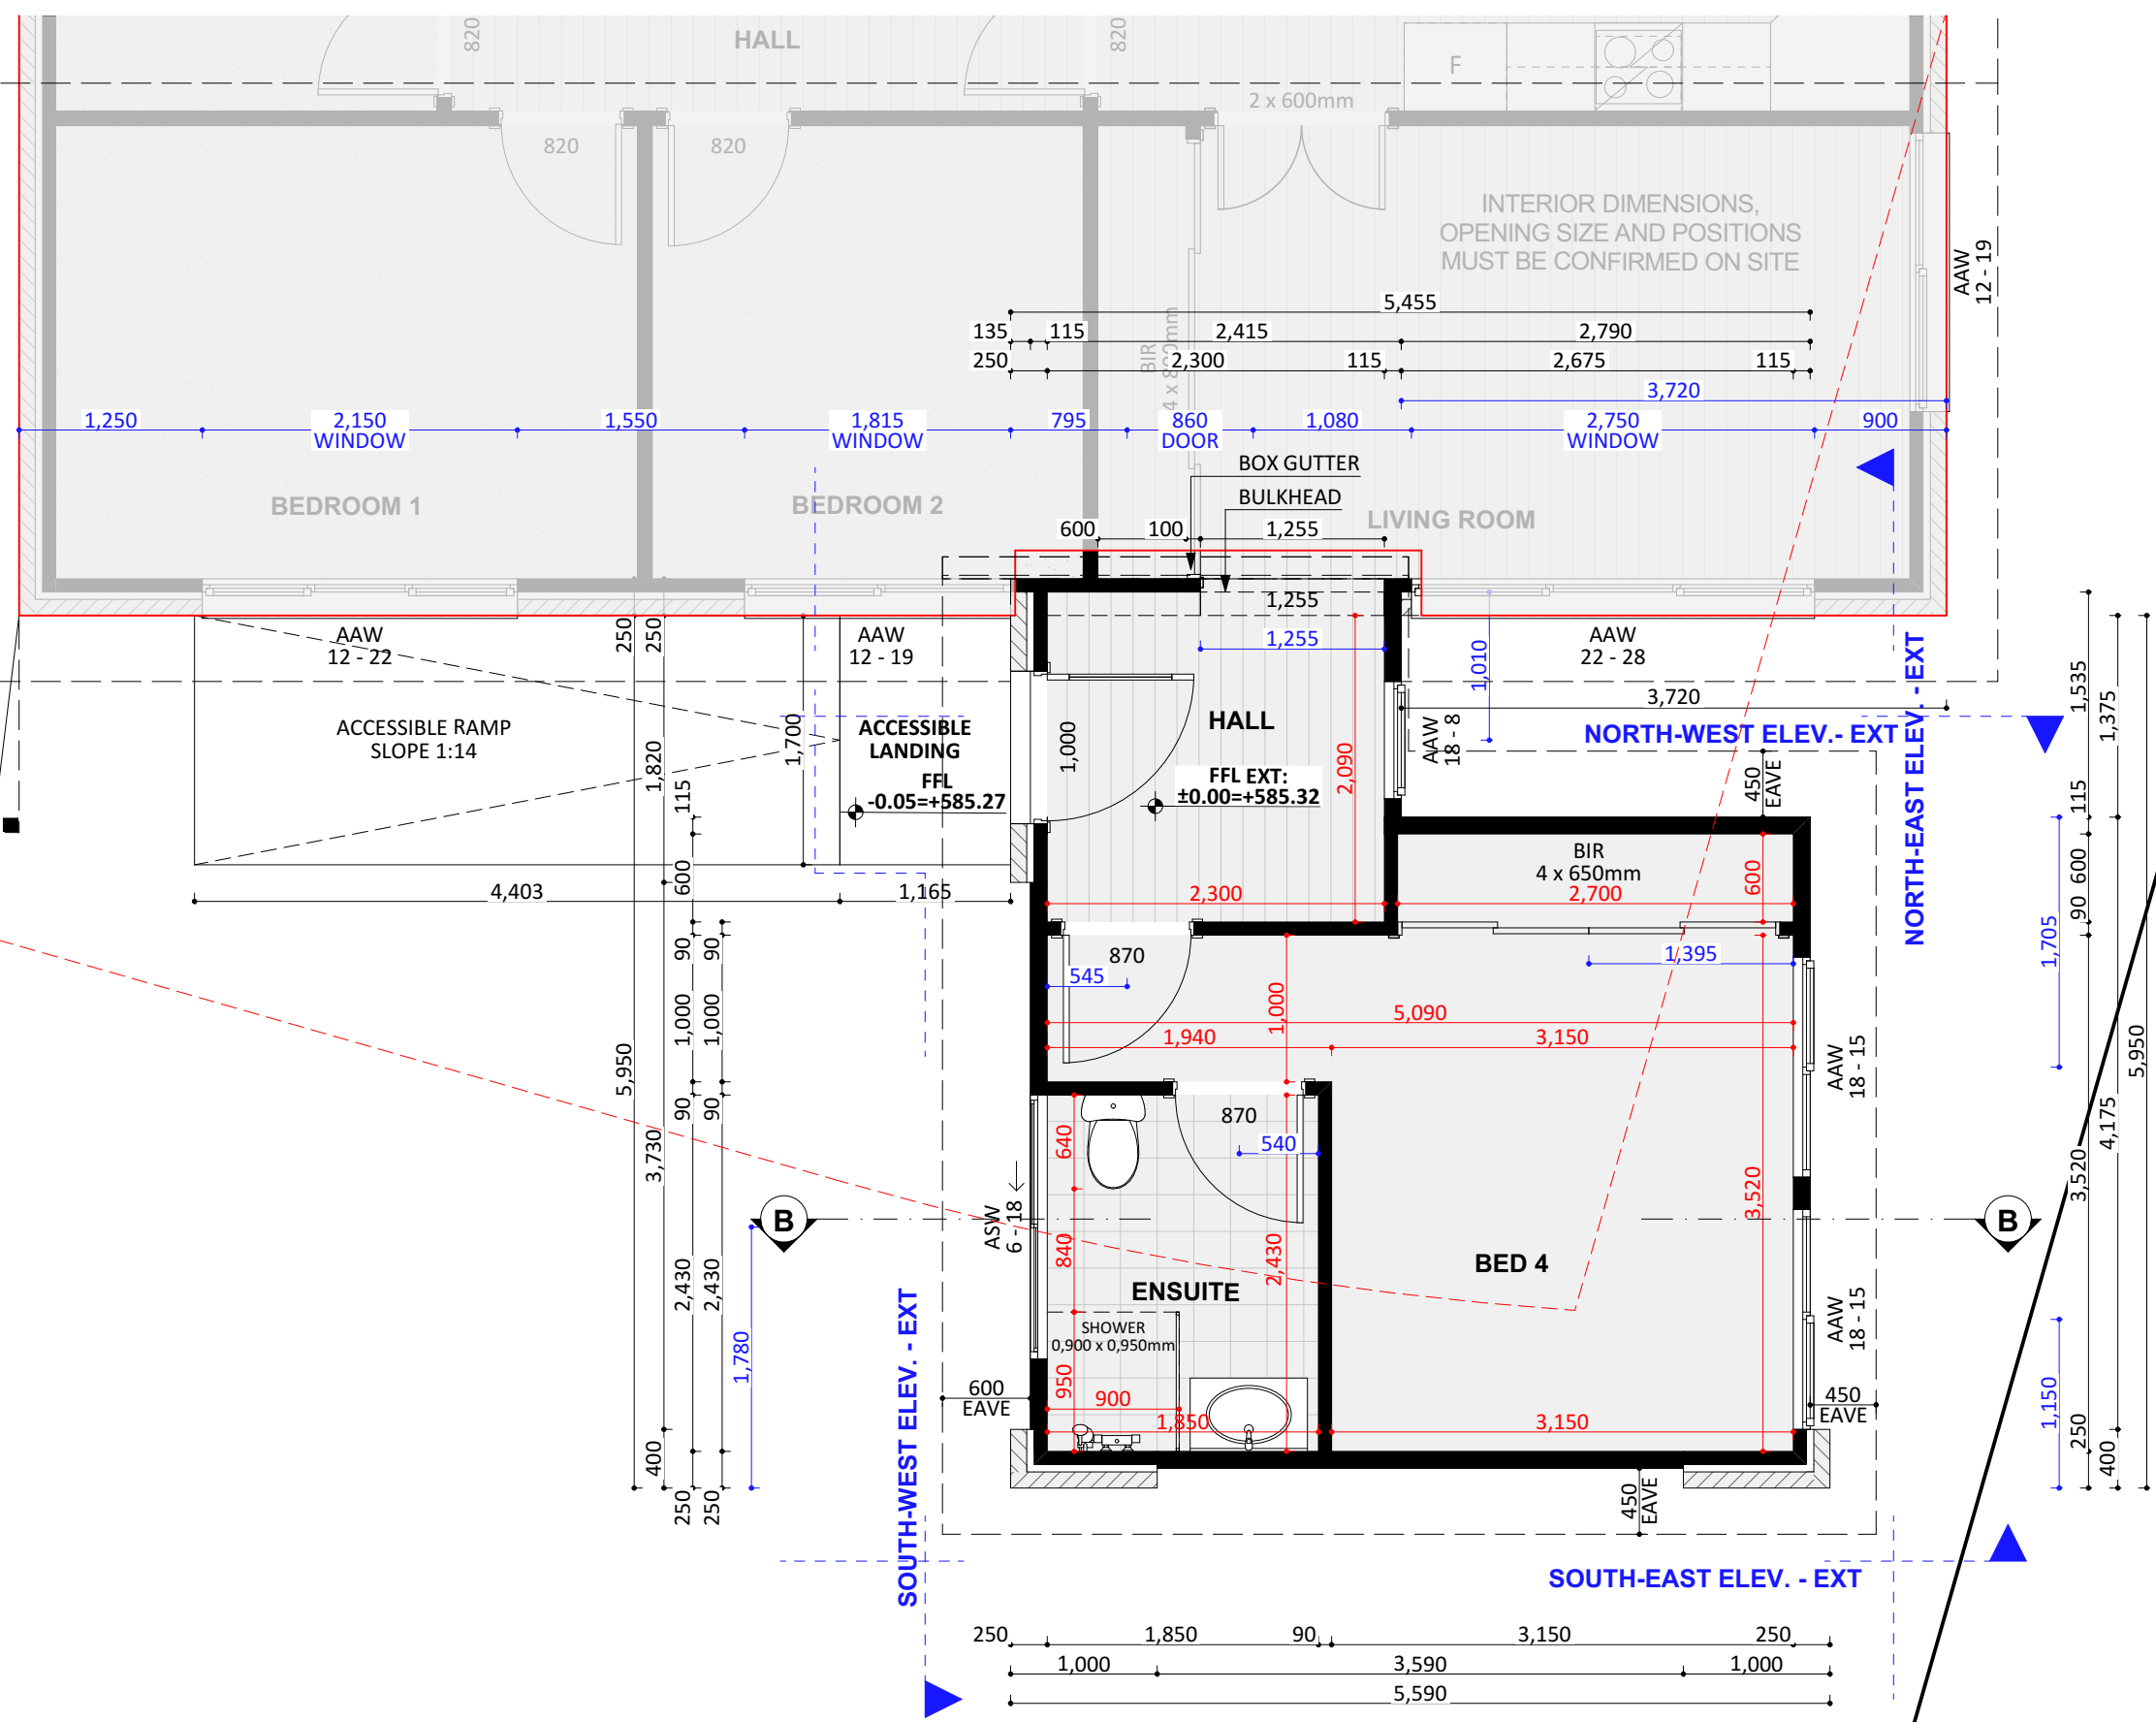 820
HALL
820
F
2 x 600mm
820
820
INTERIOR DIMENSIONS,
OPENING SIZE AND POSITIONS
MUST BE CONFIRMED ON SITE
AAW
12 - 19
5,455
135
115
2,415
2,790
250
2,300
115
2,675
115
BIR
4 x 800mm
3,720
1,250
2,150
WINDOW
1,550
1,815
WINDOW
795
860
DOOR
1,080
2,750
WINDOW
900
BOX GUTTER
BULKHEAD
BEDROOM 1
BEDROOM 2
LIVING ROOM
600
100
1,255
1,255
1,255
250
250
AAW
12 - 22
AAW
12 - 19
AAW
22 - 28
1,010
3,720
ACCESSIBLE RAMP
SLOPE 1:14
1,700
1,820
ACCESSIBLE
LANDING
FFL
-0.05=+585.27
1,000
HALL
FFL EXT:
±0.00=+585.32
2,090
AAW
18 - 8
NORTH-WEST ELEV.- EXT
NORTH-EAST ELEV. - EXT
450
EAVE
1,535
1,375
115
115
600
600
90
4,403
1,165
2,300
BIR
4 x 650mm
2,700
600
1,705
90
90
870
545
1,395
1,000
1,000
1,000
5,090
1,940
3,150
5,950
5,950
AAW
18 - 15
90
90
640
870
540
4,175
3,730
3,520
3,520
B
B
ASW
6 - 18
840
2,430
BED 4
ENSUITE
2,430
2,430
SHOWER
0,900 x 0,950mm
AAW
18 - 15
1,780
950
900
1,850
3,150
600
EAVE
450
EAVE
1,150
250
400
400
250
250
450
EAVE
SOUTH-WEST ELEV. - EXT
SOUTH-EAST ELEV. - EXT
250
1,850
90
3,150
250
1,000
3,590
1,000
5,590